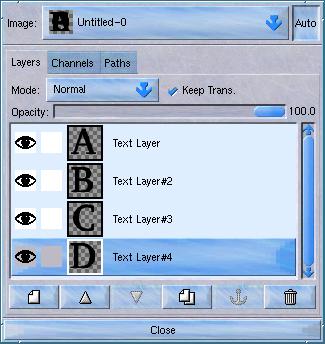 Image: A Untitled-0 Auto
Layers Channels Paths
Mode: Normal Keep Trans.
Opacity: 100.0
A Text Layer
B Text Layer#2
C Text Layer#3
D Text Layer#4
Close